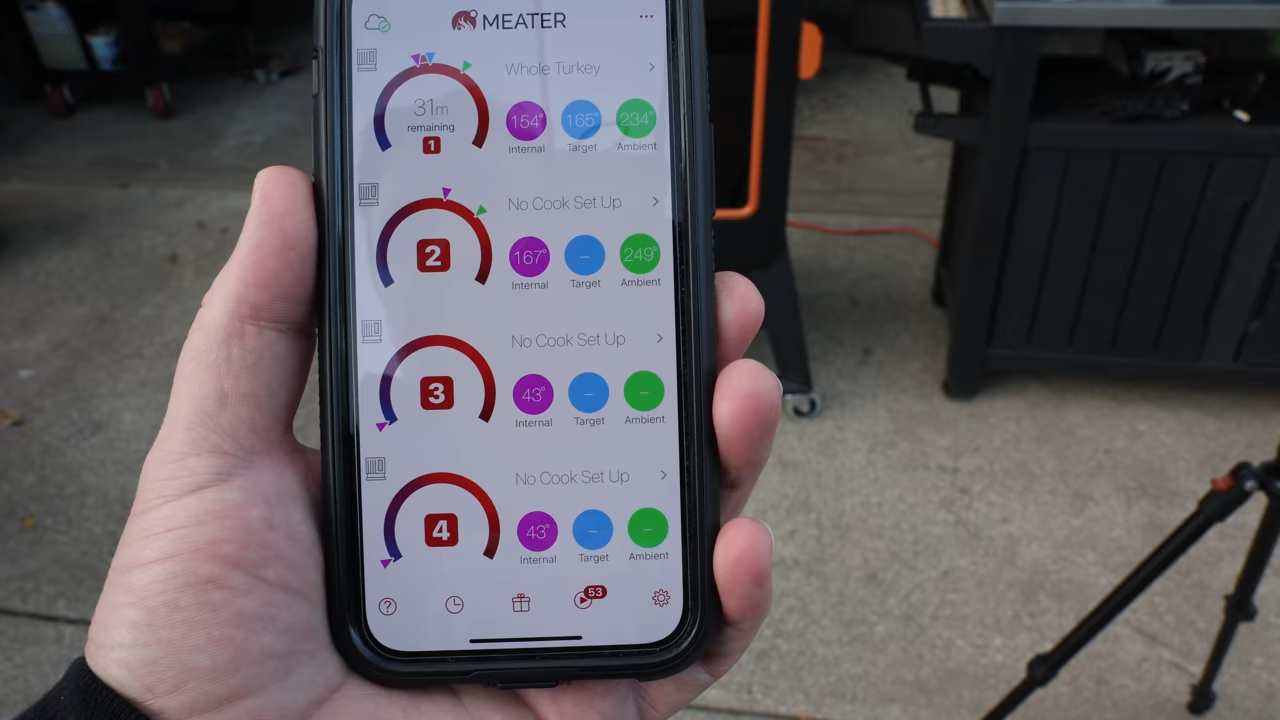 MEATER
Whole Turkey
31m
remaining
1
154°
165°
234°
Internal
Target
Ambient
No Cook Set Up
2
167°
–
249°
Internal
Target
Ambient
No Cook Set Up
3
43°
–
–
Internal
Target
Ambient
No Cook Set Up
4
43°
–
–
Internal
Target
Ambient
?
53